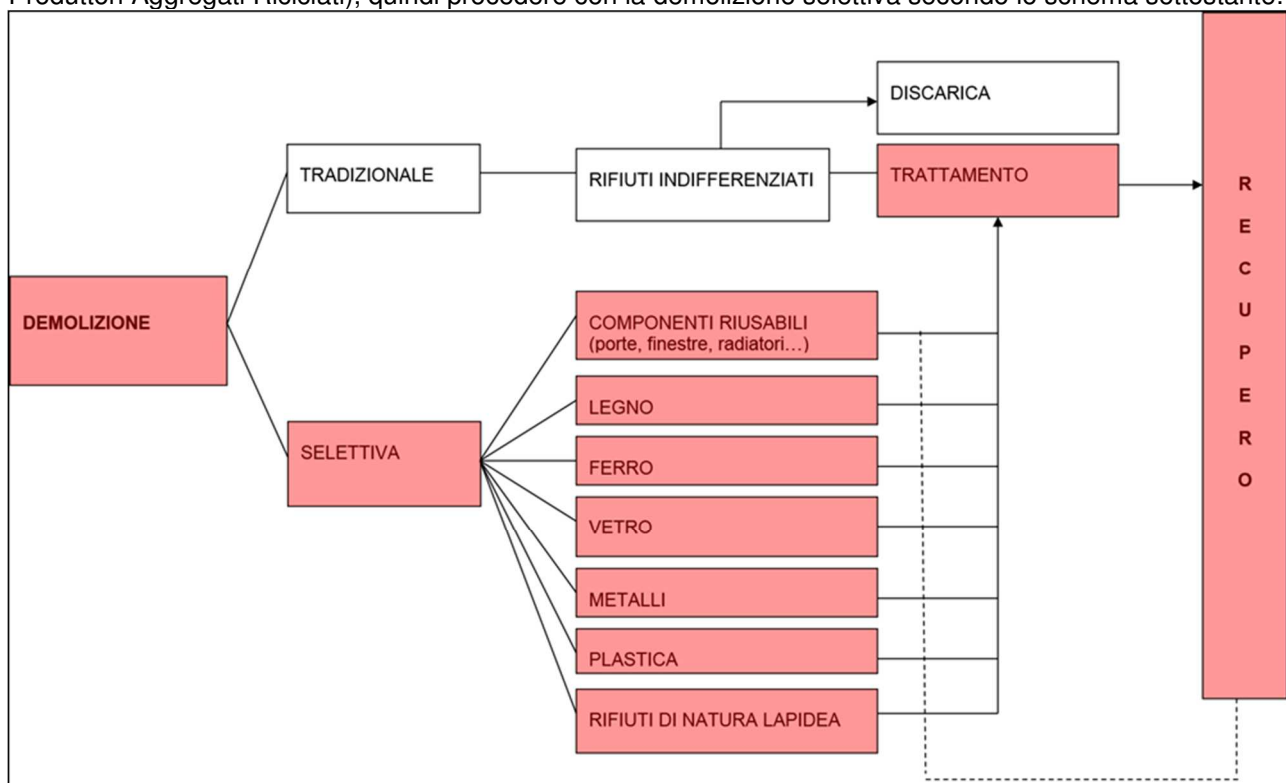 Produttori Aggregati Riciclati), quindi procedere con la demolizione selettiva secondo lo schema sottostante.
DISCARICA
TRADIZIONALE
RIFIUTI INDIFFERENZIATI
TRATTAMENTO
DEMOLIZIONE
COMPONENTI RIUSABILI
(porte, finestre, radiatori...)
LEGNO
SELETTIVA
FERRO
VETRO
METALLI
PLASTICA
RIFIUTI DI NATURA LAPIDEA
R
E
C
U
P
E
R
O